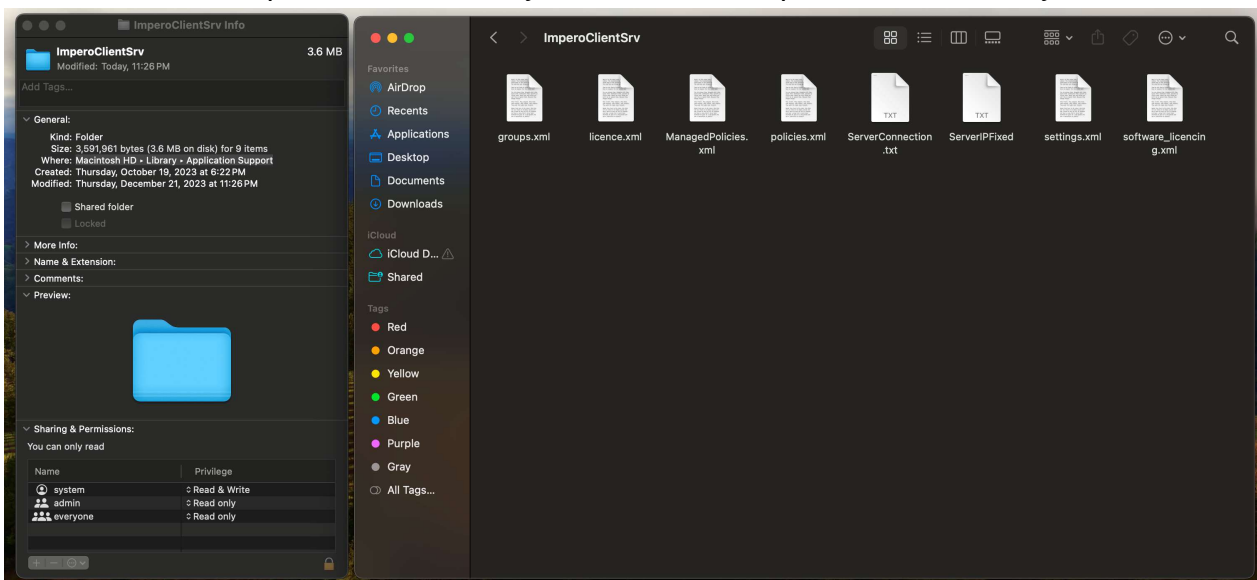 ImperoClientSrv Info
ImperoClientSrv
3.6 MB
Modified: Today, 11:26 PM
Add Tags...
General:
Kind: Folder
Size: 3,591,961 bytes (3.6 MB on disk) for 9 items
Where: Macintosh HD ▸ Library ▸ Application Support
Created: Thursday, October 19, 2023 at 6:22 PM
Modified: Thursday, December 21, 2023 at 11:26 PM
Shared folder
Locked
More Info:
Name & Extension:
Comments:
Preview:
Sharing & Permissions:
You can only read
Name
Privilege
system
Read & Write
admin
Read only
everyone
Read only
Favorites
AirDrop
Recents
Applications
Desktop
Documents
Downloads
iCloud
iCloud D...
Shared
Tags
Red
Orange
Yellow
Green
Blue
Purple
Gray
All Tags...
ImperoClientSrv
groups.xml
licence.xml
ManagedPolicies.
xml
policies.xml
TXT
ServerConnection
.txt
TXT
ServerIPFixed
settings.xml
software_licencin
g.xml